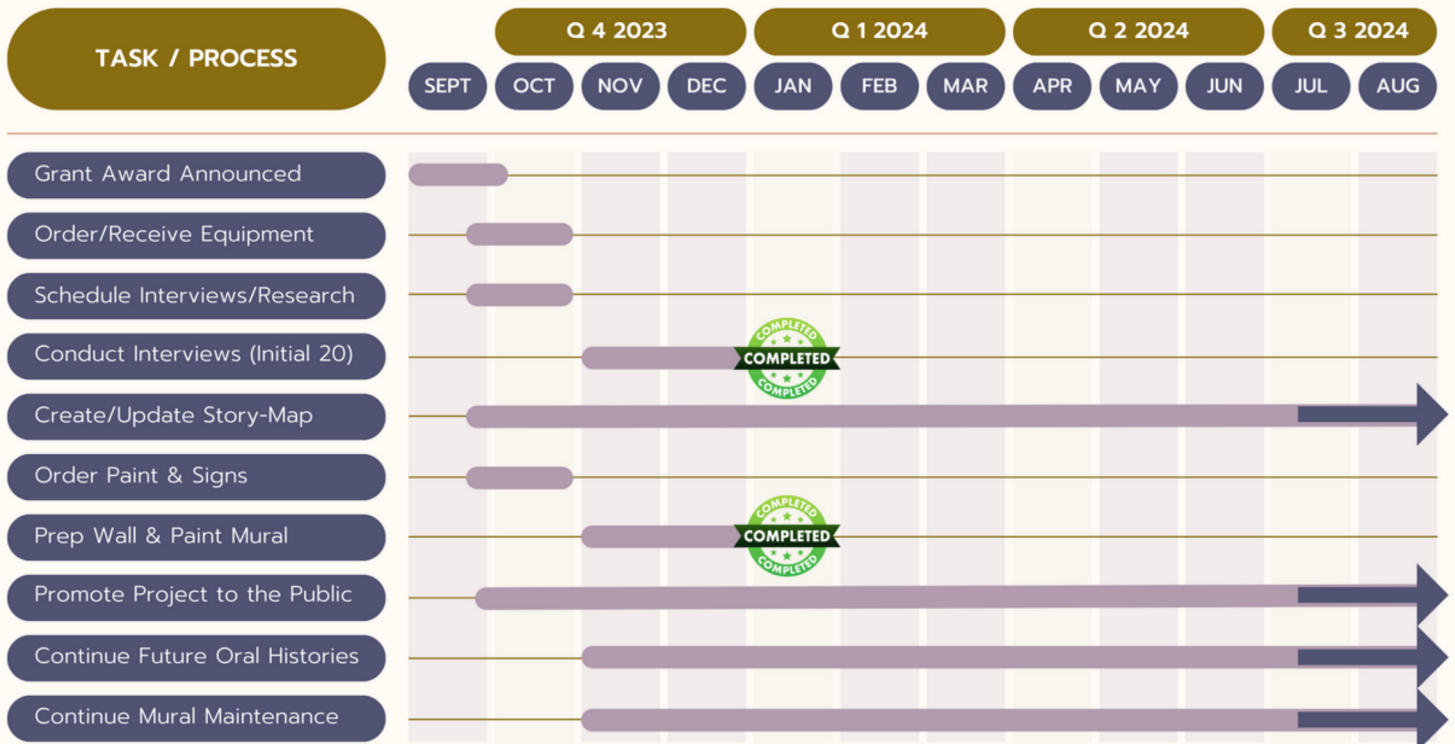 TASK / PROCESS
Q 4 2023
Q 1 2024
Q 2 2024
Q 3 2024
SEPT
OCT
NOV
DEC
JAN
FEB
MAR
APR
MAY
JUN
JUL
AUG
Grant Award Announced
Order/Receive Equipment
Schedule Interviews/Research
Conduct Interviews (Initial 20)
COMPLETED
COMPLETED
COMPLETED
Create/Update Story-Map
Order Paint & Signs
Prep Wall & Paint Mural
COMPLETED
COMPLETED
COMPLETED
Promote Project to the Public
Continue Future Oral Histories
Continue Mural Maintenance